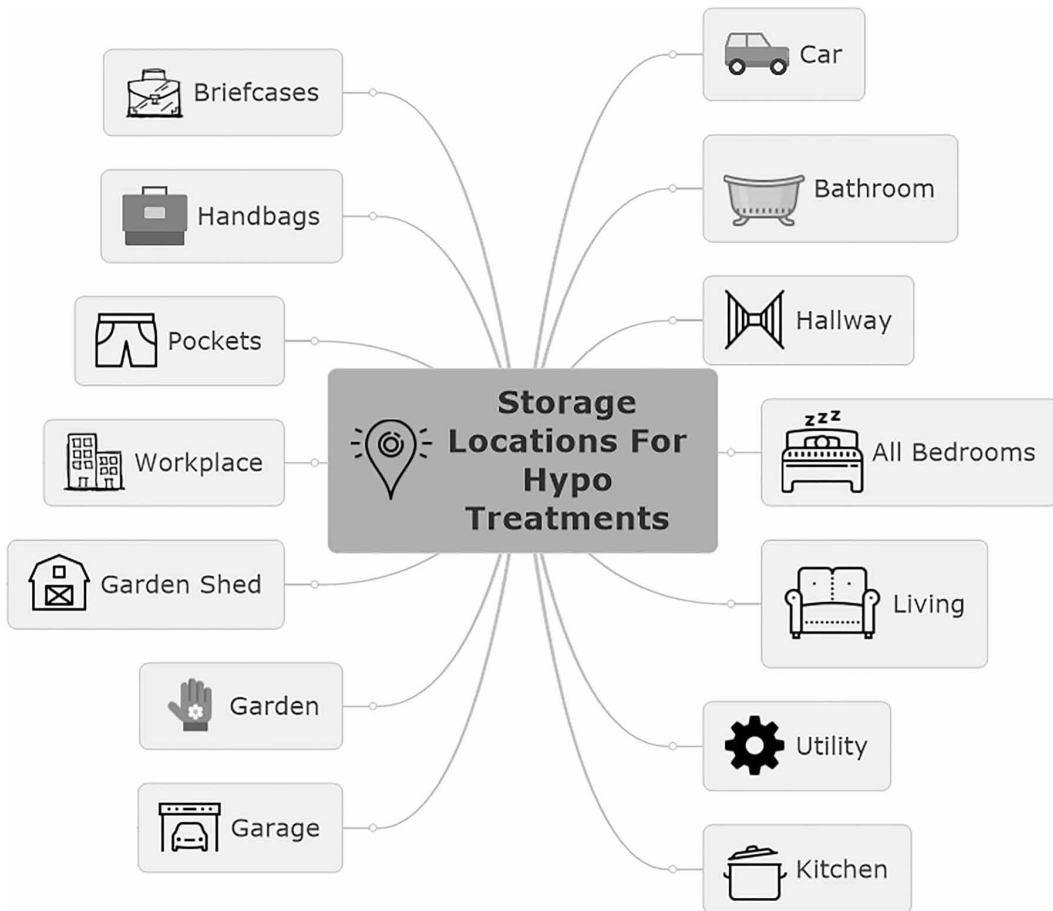 Storage
Locations For
Hypo
Treatments
Briefcases
Handbags
Pockets
Workplace
Garden Shed
Garden
Garage
Car
Bathroom
Hallway
zzz
All Bedrooms
Living
Utility
Kitchen